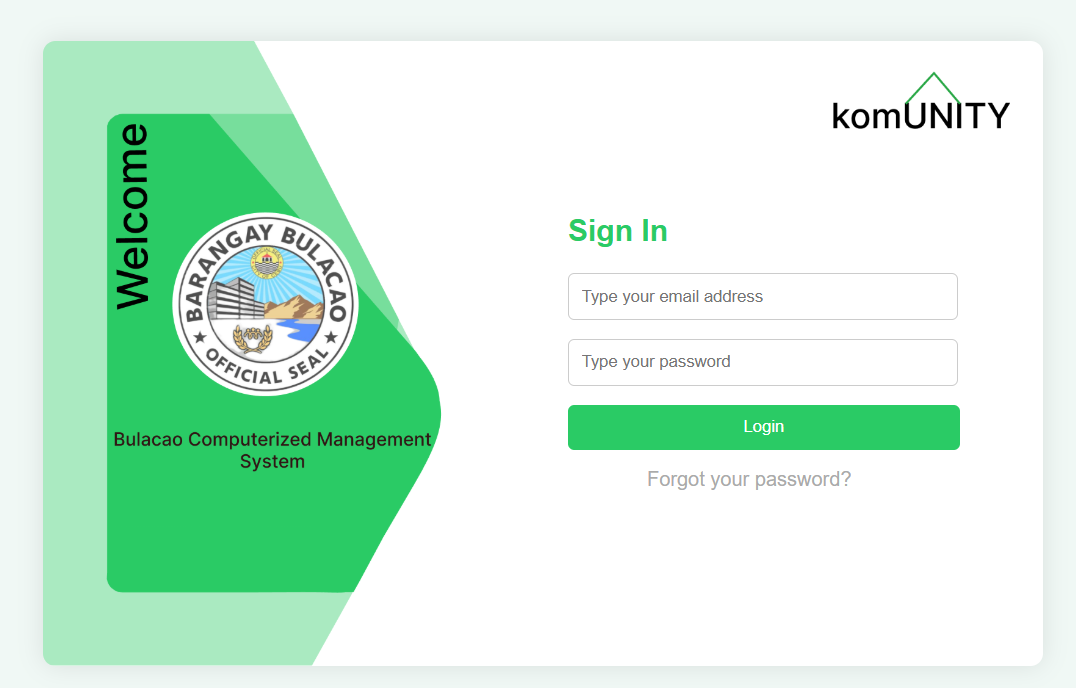 Welcome
BARANGAY BULACAO
OFFICIAL SEAL
Bulacao Computerized Management
System
komUNITY
Sign In
Type your email address
Type your password
Login
Forgot your password?